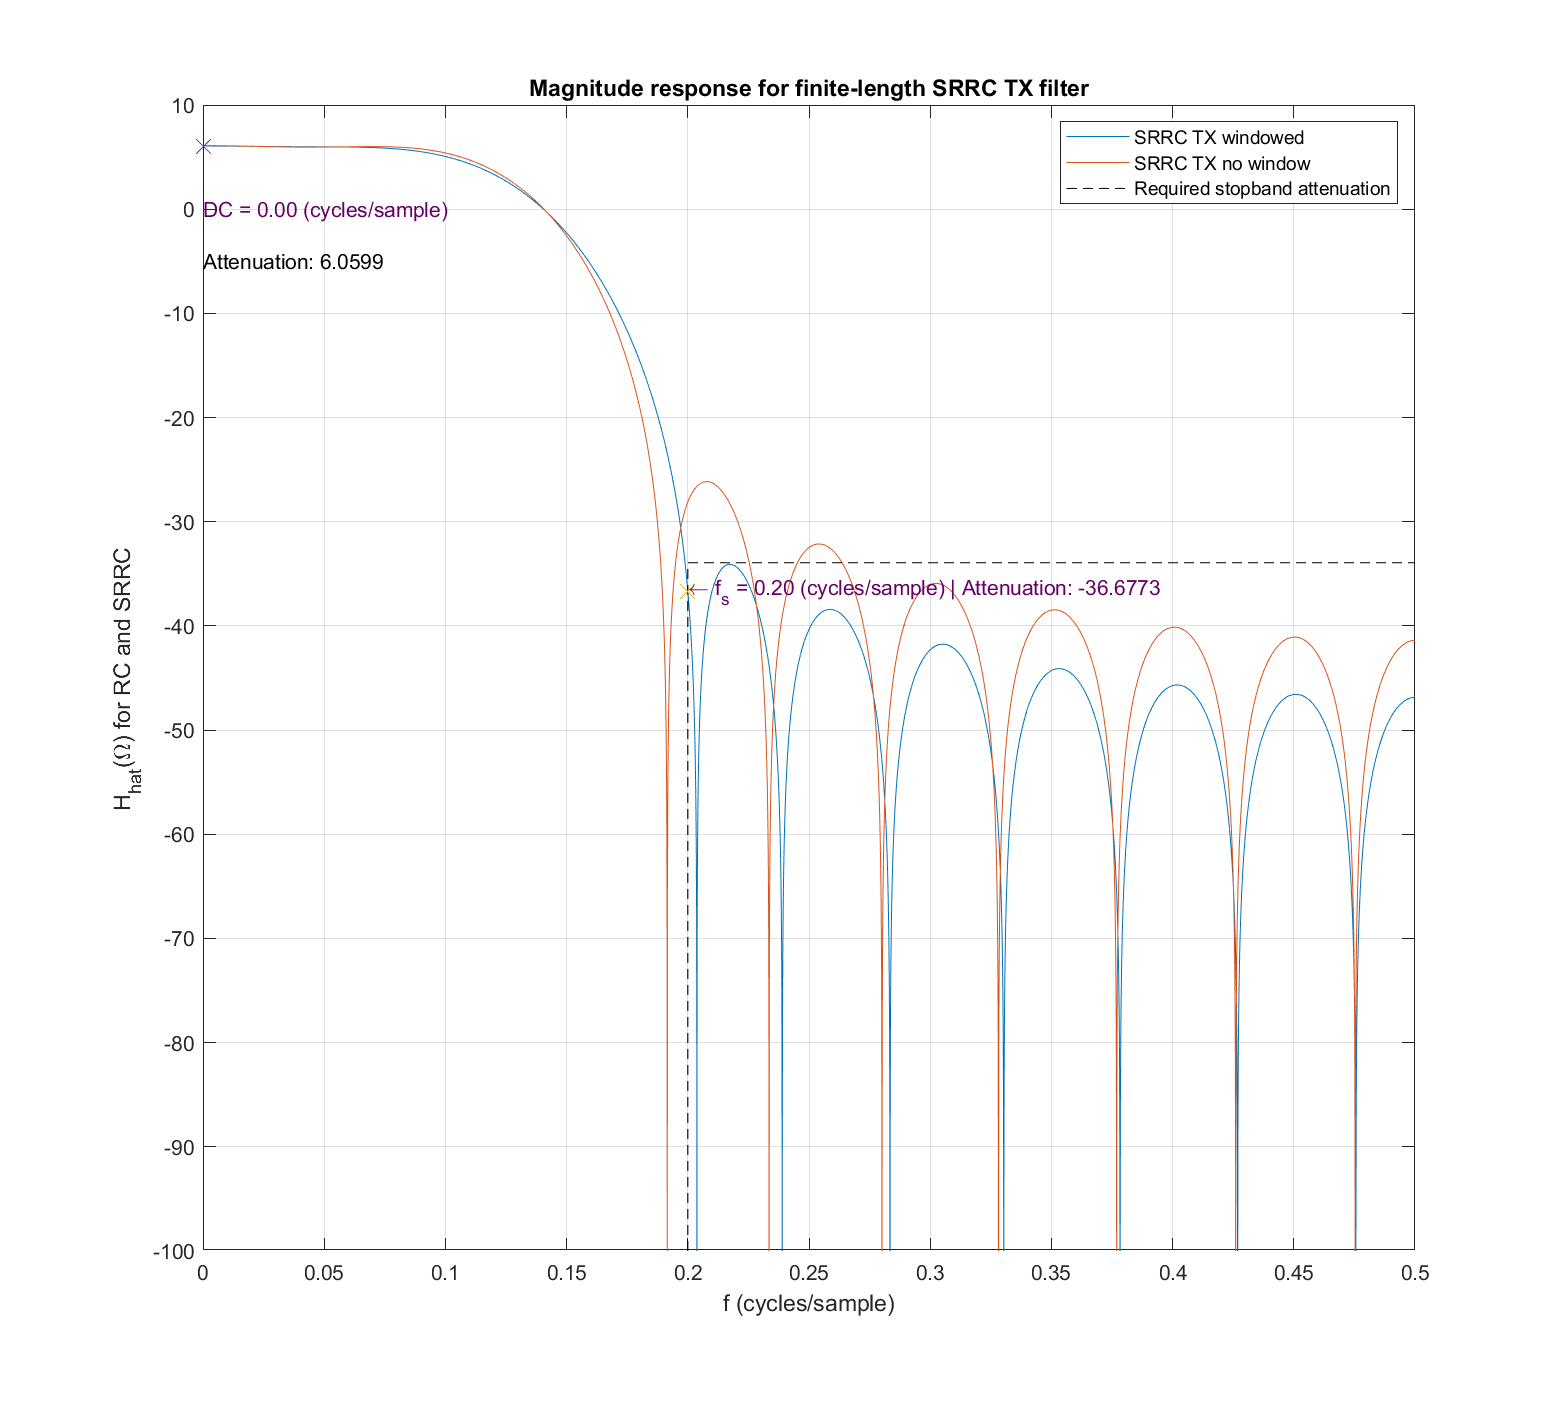 Magnitude response for finite-length SRRC TX filter
SRRC TX windowed
SRRC TX no window
Required stopband attenuation
10
0
-10
-20
-30
-40
-50
-60
-70
-80
-90
-100
DC = 0.00 (cycles/sample)
Attenuation: 6.0599
← f_s = 0.20 (cycles/sample) | Attenuation: -36.6773
H_hat(Ω) for RC and SRRC
0 0.05 0.1 0.15 0.2 0.25 0.3 0.35 0.4 0.45 0.5
f (cycles/sample)